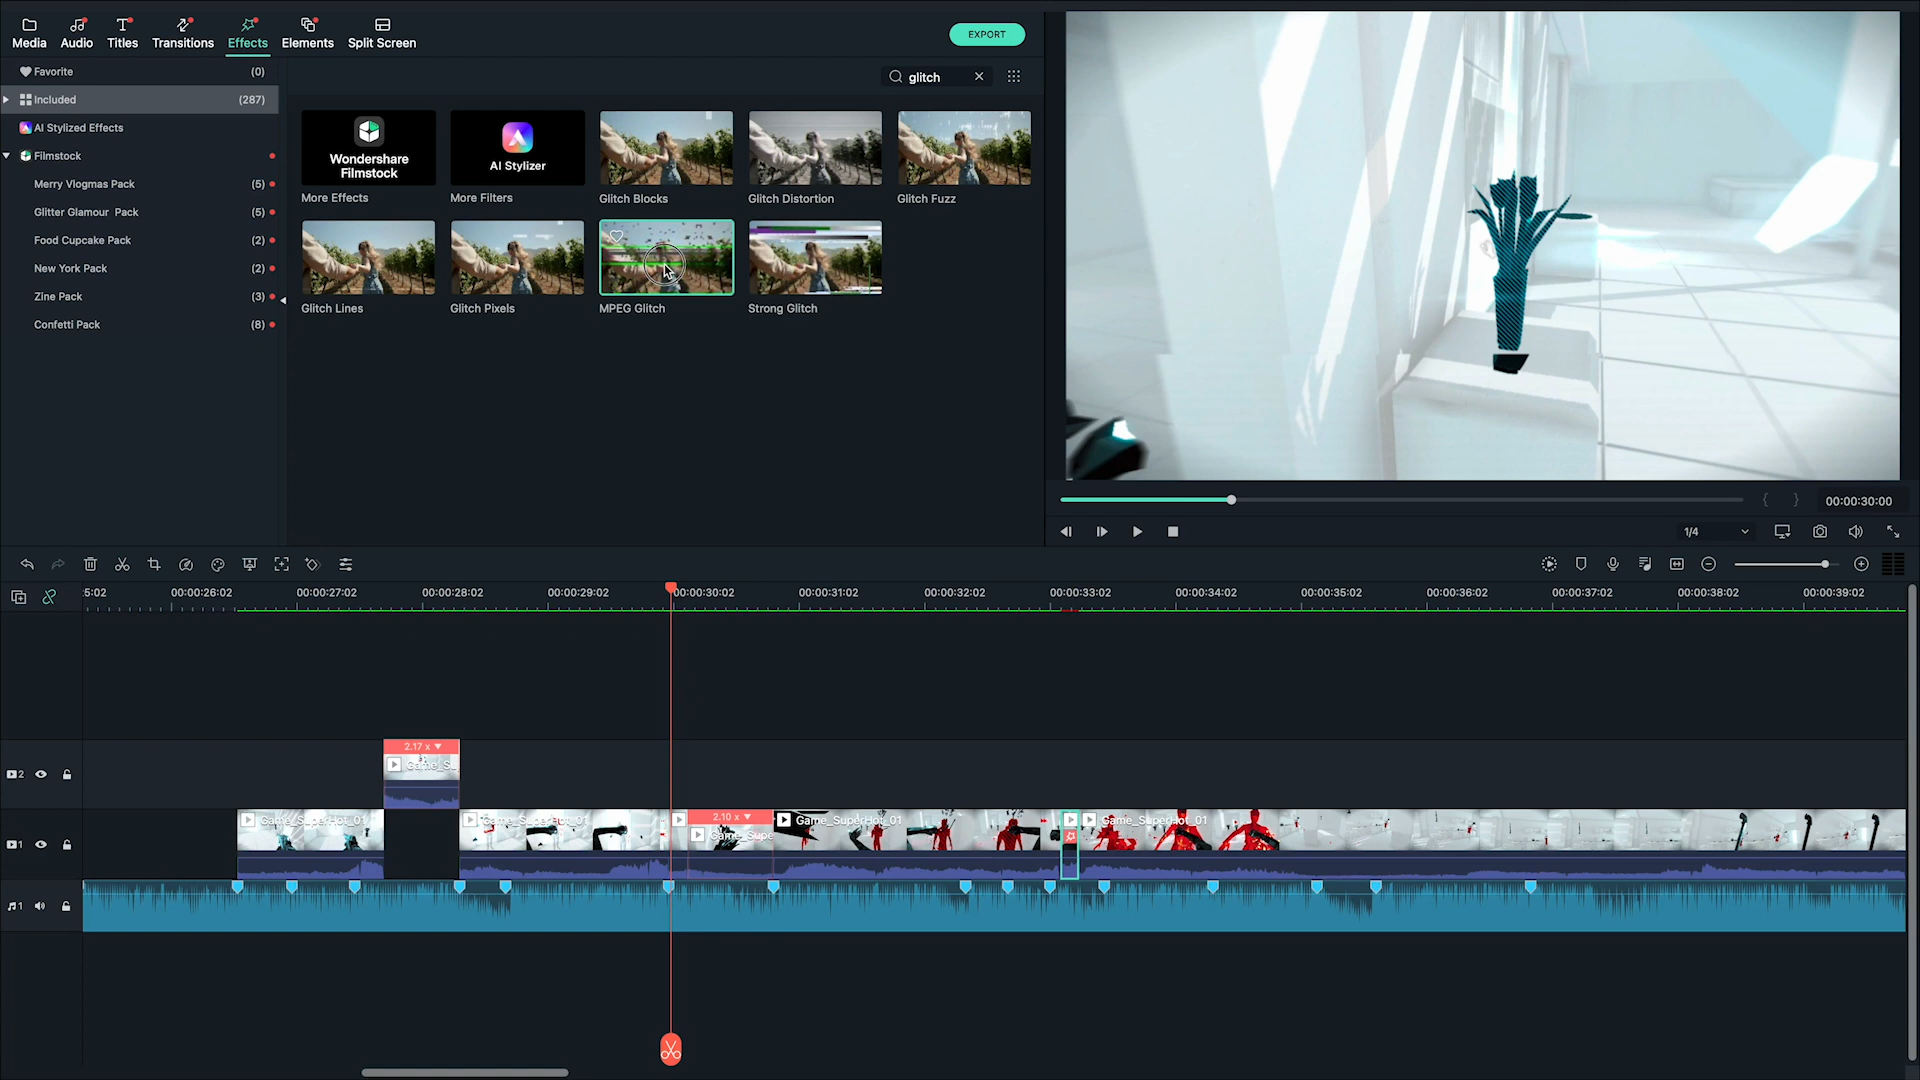 Media
Audio
Titles
Transitions
Effects
Elements
Split Screen
EXPORT
Favorite (0)
Included (287)
AI Stylized Effects
Filmstock
Merry Vlogmas Pack (5)
Glitter Glamour Pack (5)
Food Cupcake Pack (2)
New York Pack (2)
Zine Pack (3)
Confetti Pack (8)
glitch
Wondershare
Filmstock
AI Stylizer
More Effects
More Filters
Glitch Blocks
Glitch Distortion
Glitch Fuzz
Glitch Lines
Glitch Pixels
MPEG Glitch
Strong Glitch
00:00:30:00
1/4
5:02
00:00:26:02
00:00:27:02
00:00:28:02
00:00:29:02
00:00:30:02
00:00:31:02
00:00:32:02
00:00:33:02
00:00:34:02
00:00:35:02
00:00:36:02
00:00:37:02
00:00:38:02
00:00:39:02
2.17 x
Game_Su
2
2.10 x
Game_SuperHot_01
Game_SuperHot_01
Game_Supe
Game_SuperHot_01
Game_SuperHot_01
1
1